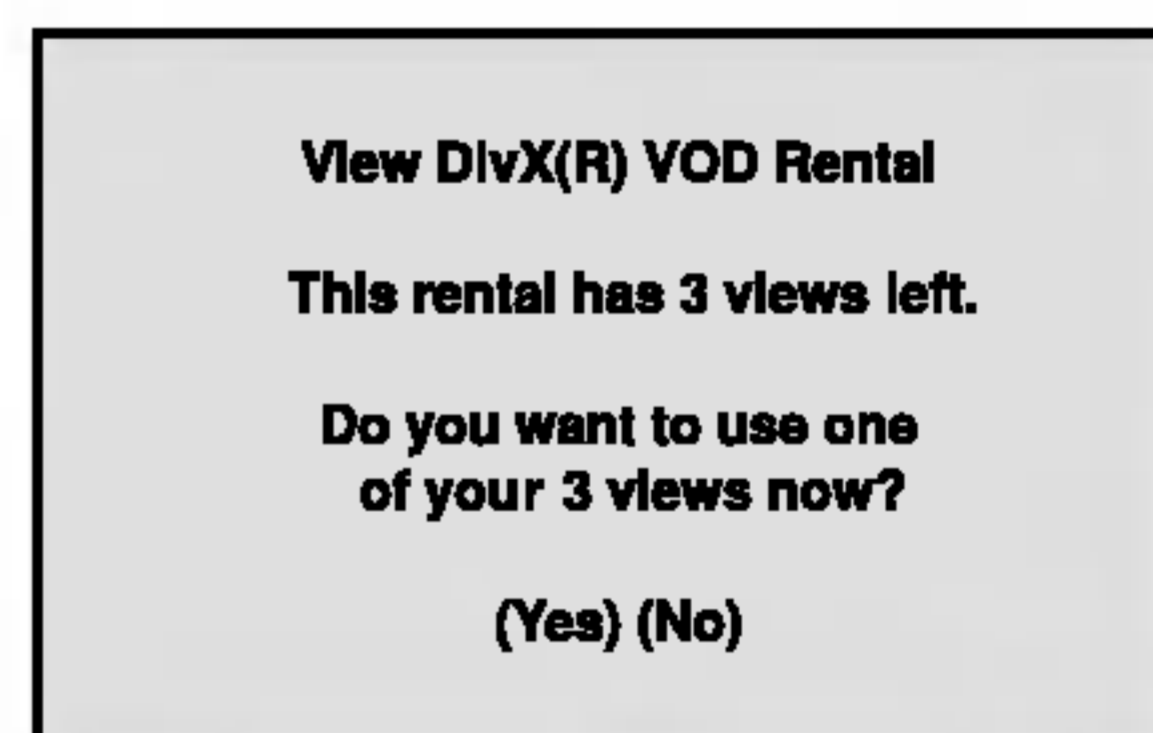 View DivX(R) VOD Rental
This rental has 3 views left.
Do you want to use one
of your 3 views now?
(Yes) (No)